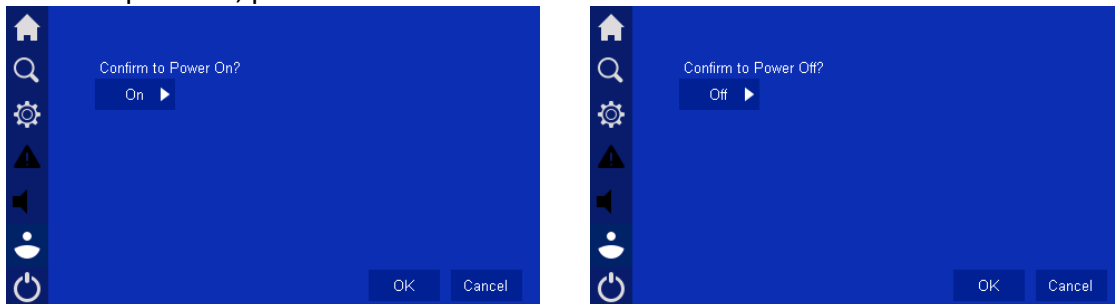 Confirm to Power On?
On
OK Cancel
Confirm to Power Off?
Off
OK Cancel